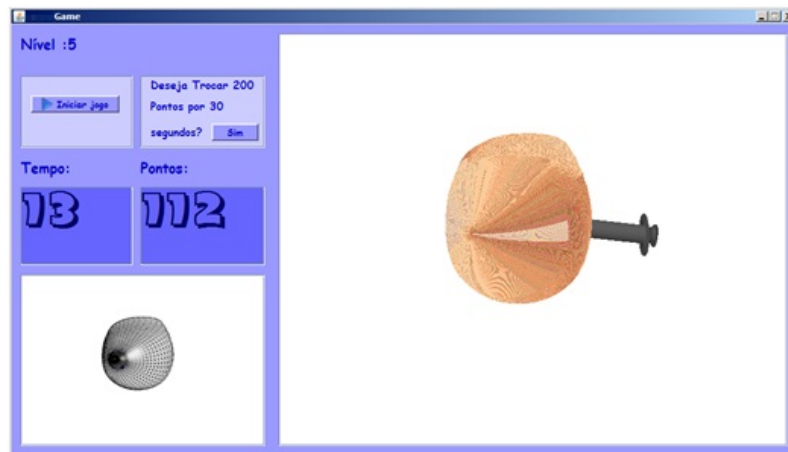 Game
Nível :5
Iniciar jogo
Deseja Trocar 200
Pontos por 30
segundos? Sim
Tempo: Pontos:
13 112